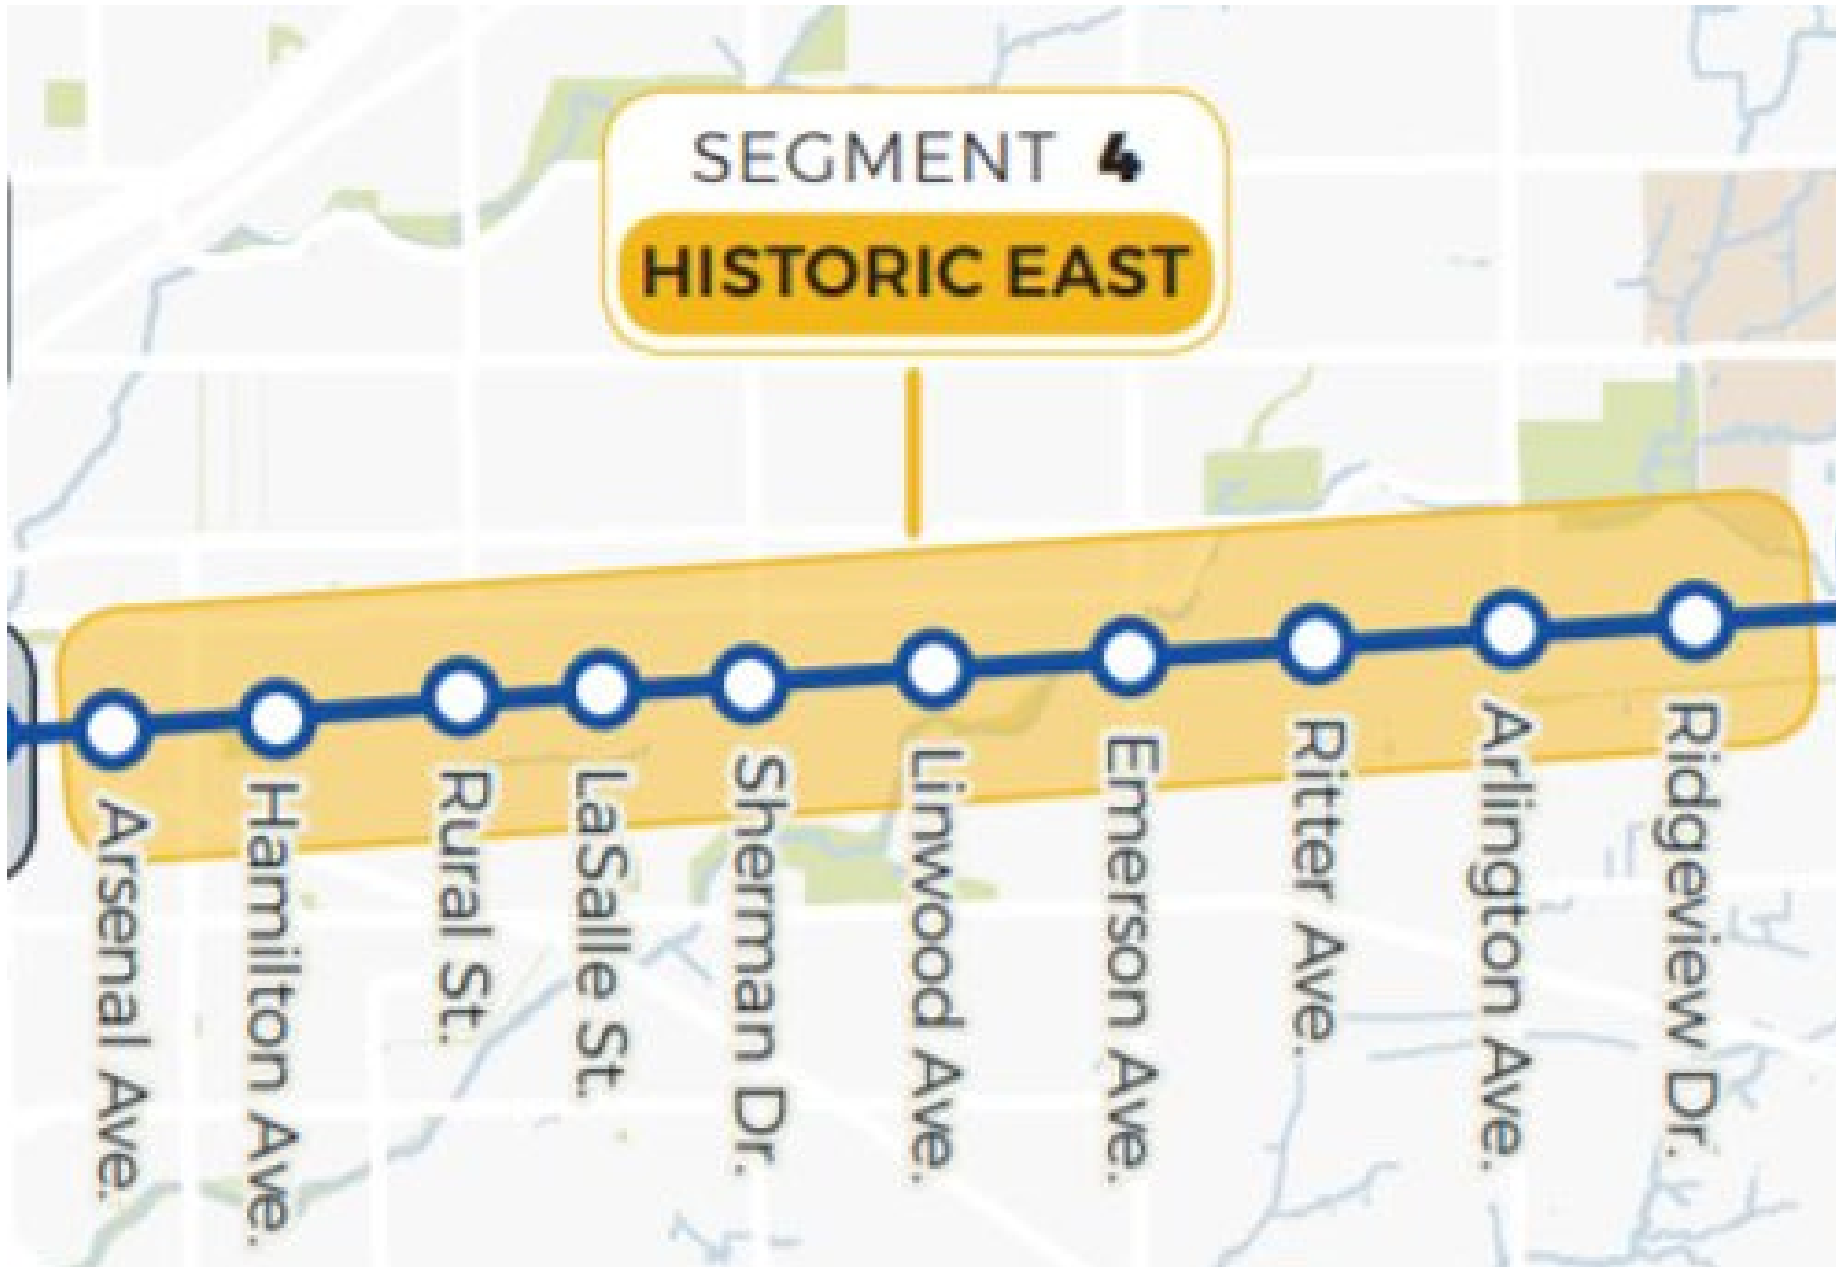 SEGMENT 4
HISTORIC EAST
Arsenal Ave.
Hamilton Ave.
Rural St.
LaSalle St.
Sherman Dr.
Linwood Ave.
Emerson Ave.
Ritter Ave.
Arlington Ave.
Ridgeview Dr.